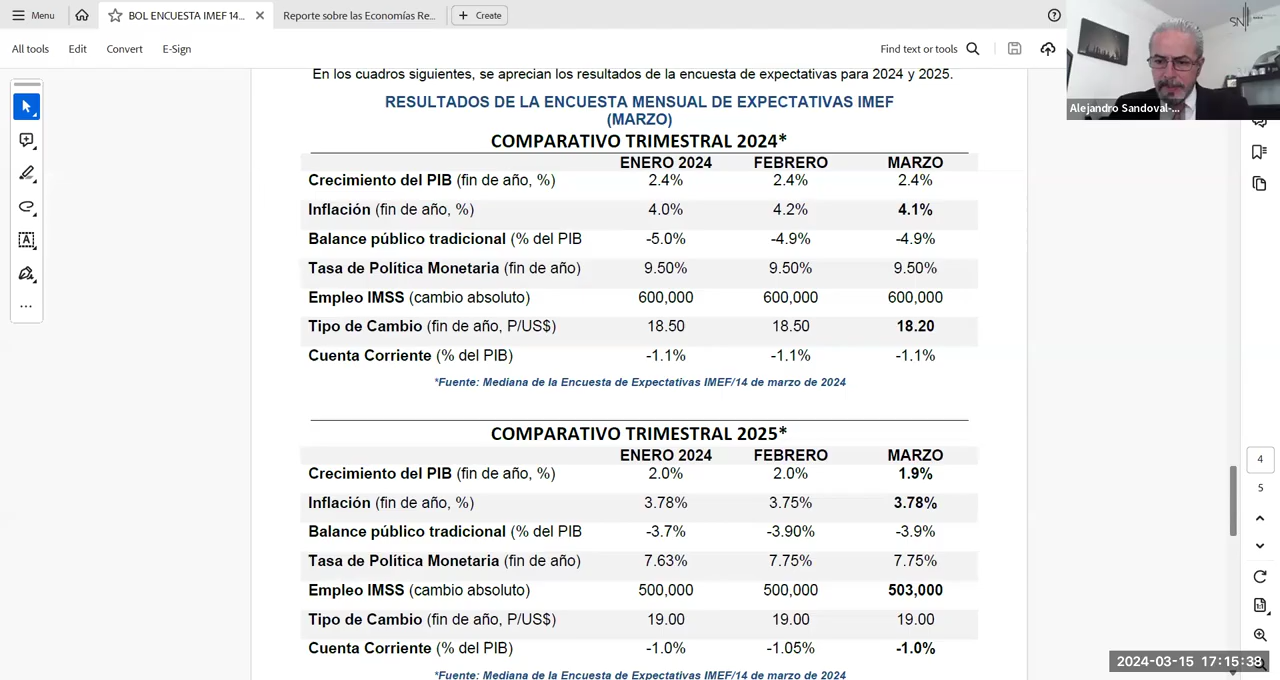 Menu
BOL ENCUESTA IMEF 14...
Reporte sobre las Economías Re...
Create
All tools
Edit
Convert
E-Sign
Find text or tools
SN
Alejandro Sandoval-...
En los cuadros siguientes, se aprecian los resultados de la encuesta de expectativas para 2024 y 2025.
RESULTADOS DE LA ENCUESTA MENSUAL DE EXPECTATIVAS IMEF
(MARZO)
COMPARATIVO TRIMESTRAL 2024*
ENERO 2024 FEBRERO MARZO
Crecimiento del PIB (fin de año, %) 2.4% 2.4% 2.4%
Inflación (fin de año, %) 4.0% 4.2% 4.1%
Balance público tradicional (% del PIB -5.0% -4.9% -4.9%
Tasa de Política Monetaria (fin de año) 9.50% 9.50% 9.50%
Empleo IMSS (cambio absoluto) 600,000 600,000 600,000
Tipo de Cambio (fin de año, P/US$) 18.50 18.50 18.20
Cuenta Corriente (% del PIB) -1.1% -1.1% -1.1%
*Fuente: Mediana de la Encuesta de Expectativas IMEF/14 de marzo de 2024
COMPARATIVO TRIMESTRAL 2025*
ENERO 2024 FEBRERO MARZO
Crecimiento del PIB (fin de año, %) 2.0% 2.0% 1.9%
Inflación (fin de año, %) 3.78% 3.75% 3.78%
Balance público tradicional (% del PIB -3.7% -3.90% -3.9%
Tasa de Política Monetaria (fin de año) 7.63% 7.75% 7.75%
Empleo IMSS (cambio absoluto) 500,000 500,000 503,000
Tipo de Cambio (fin de año, P/US$) 19.00 19.00 19.00
Cuenta Corriente (% del PIB) -1.0% -1.05% -1.0%
*Fuente: Mediana de la Encuesta de Expectativas IMEF/14 de marzo de 2024
4
5
2024-03-15 17:15:38